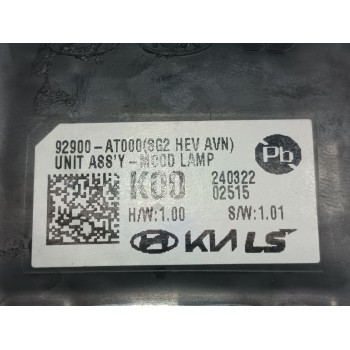 92900-AT000(SG2 HEV AVN)
UNIT ASS'Y-MOOD LAMP
Pb
K00 240322
02515
H/W:1.00 S/W:1.01
KIA LS